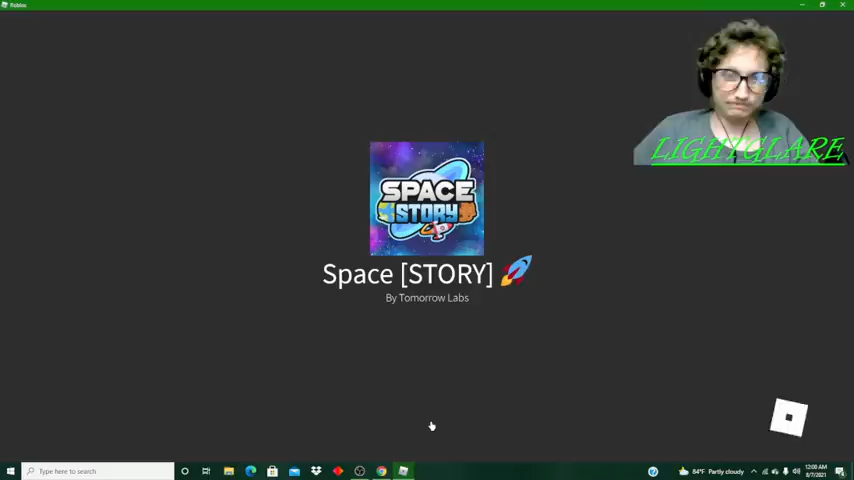 Roblox
LIGHTGLARE
SPACE
STORY
Space [STORY] 🚀
By Tomorrow Labs
Type here to search
84°F Partly cloudy
12:08 AM
8/7/2021